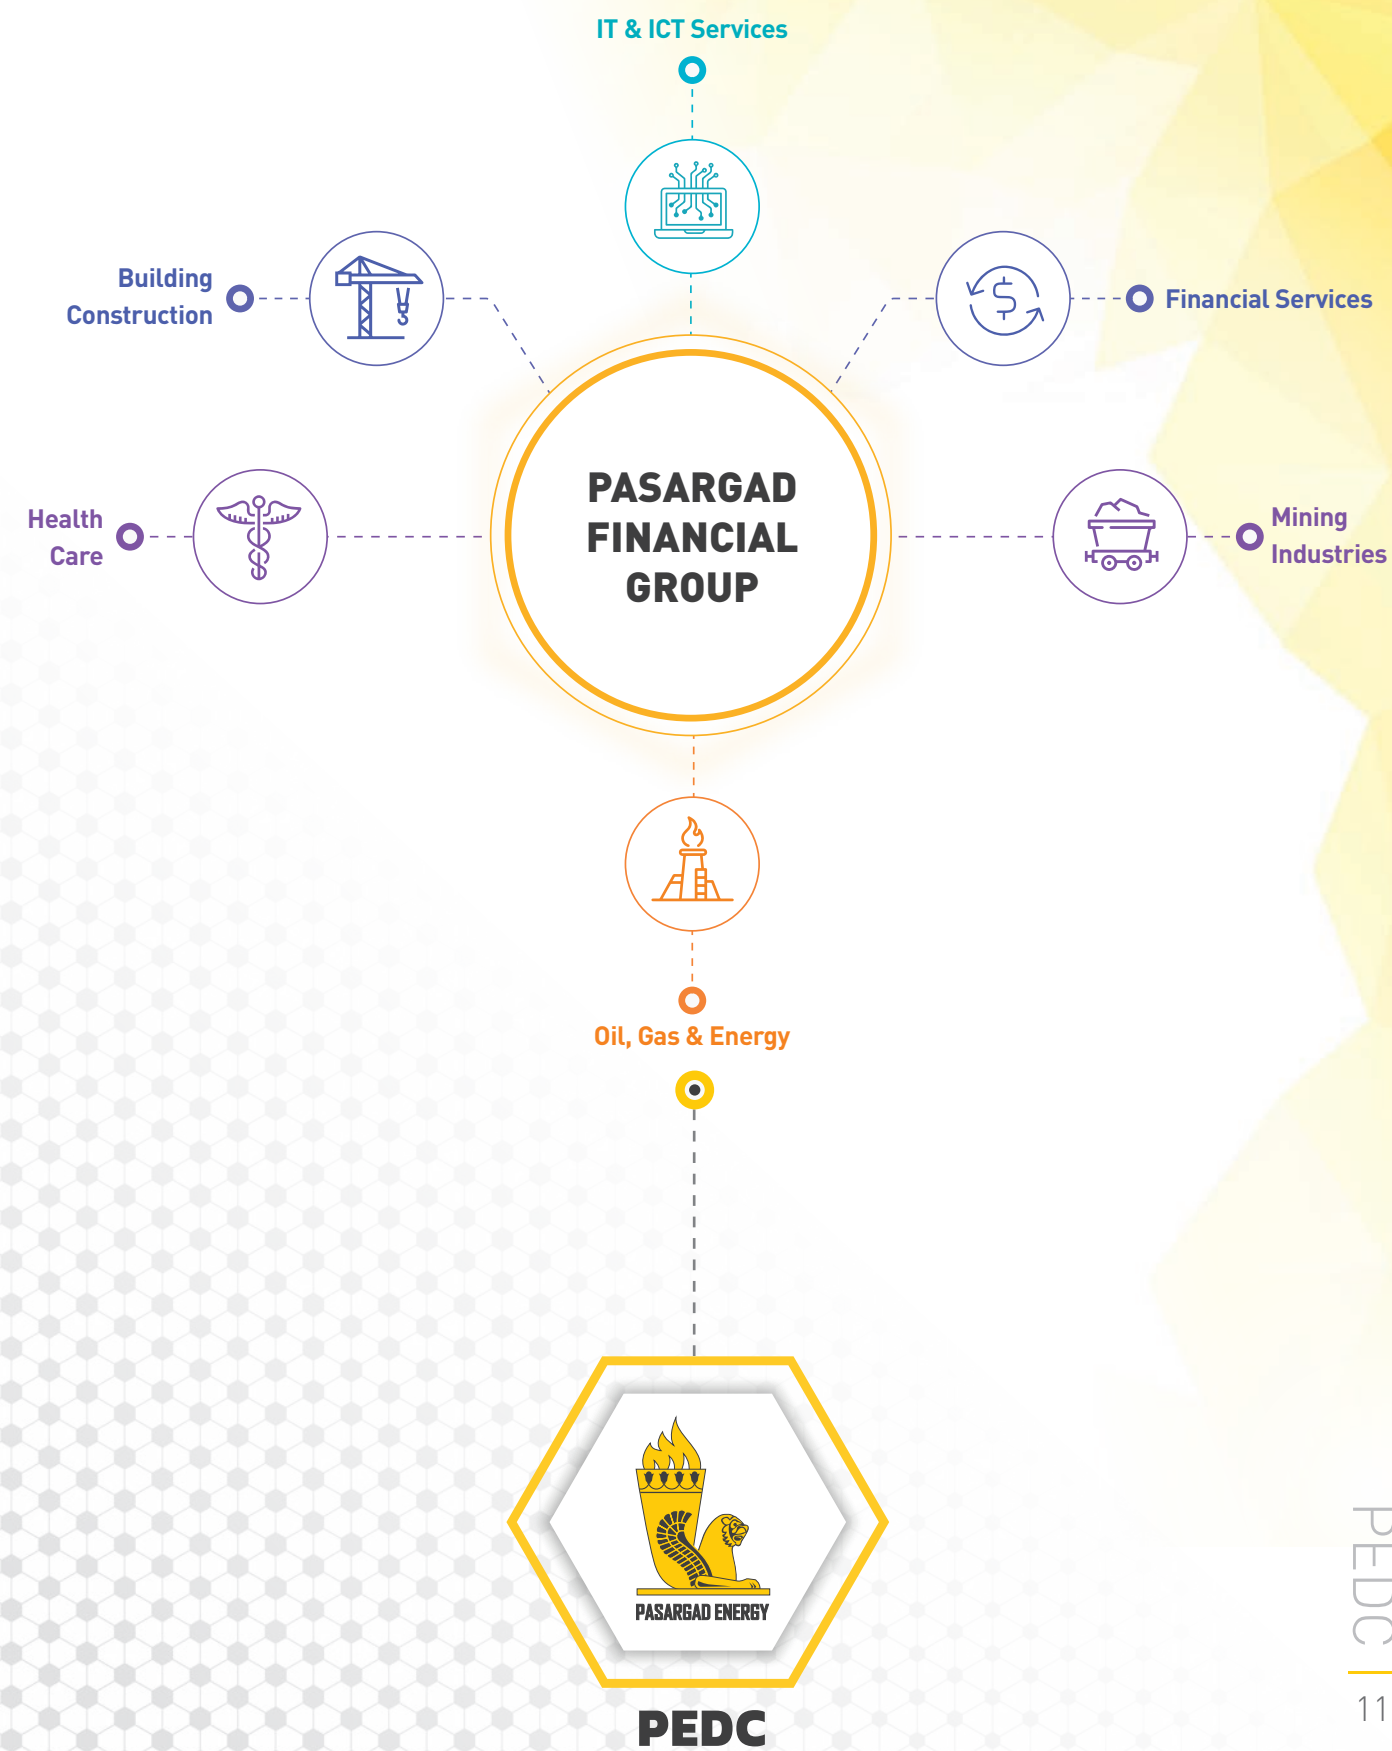 IT & ICT Services
Building
Construction
Financial Services
Health
Care
PASARGAD
FINANCIAL
GROUP
Mining
Industries
Oil, Gas & Energy
PASARGAD ENERGY
PEDC
PEDC
11